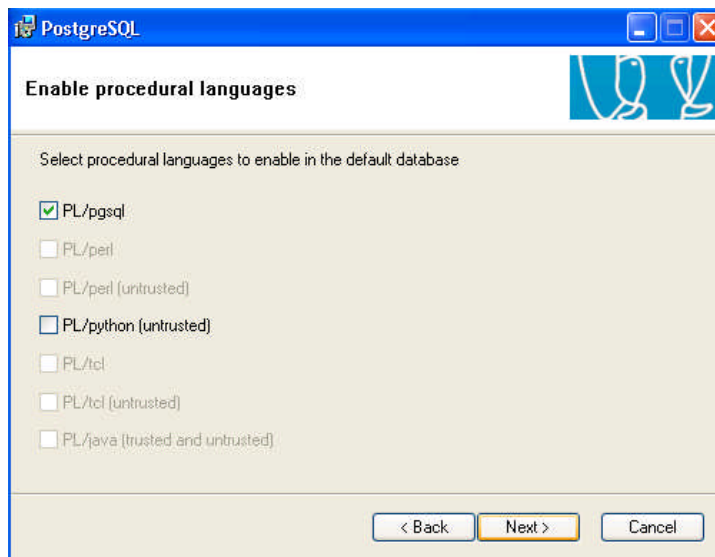 PostgreSQL
Enable procedural languages
Select procedural languages to enable in the default database
PL/pgsql
PL/perl
PL/perl (untrusted)
PL/python (untrusted)
PL/tcl
PL/tcl (untrusted)
PL/java (trusted and untrusted)
< Back Next > Cancel